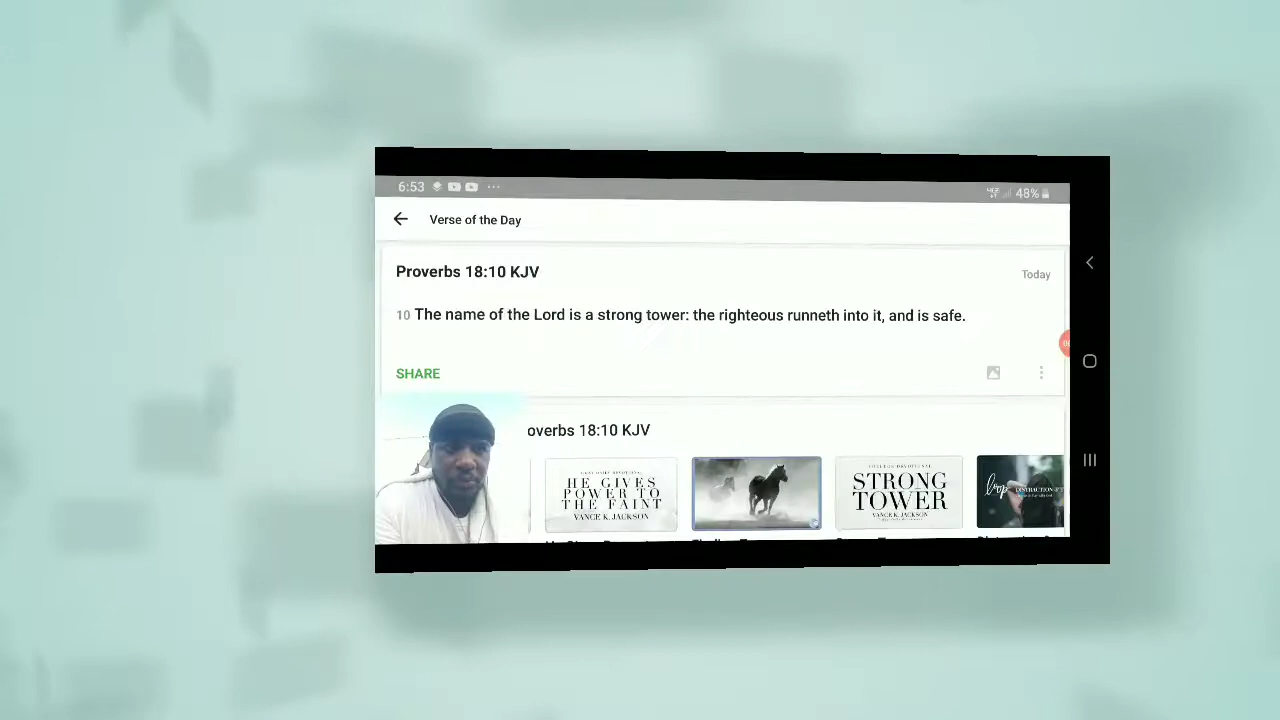 6:53
48%
Verse of the Day
Proverbs 18:10 KJV
Today
10 The name of the Lord is a strong tower: the righteous runneth into it, and is safe.
SHARE
overbs 18:10 KJV
HE GIVES
POWER TO
THE FAINT
VANCE K. JACKSON
STRONG
TOWER
VANCE K. JACKSON